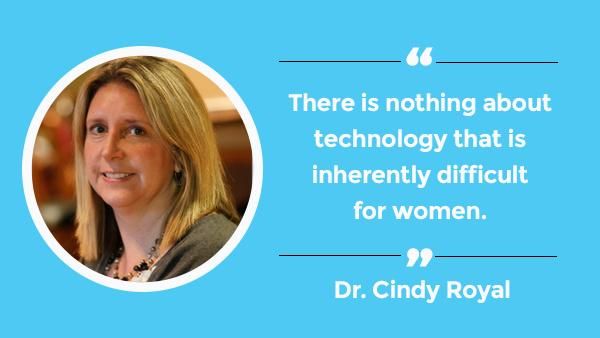 “
There is nothing about
technology that is
inherently difficult
for women.
”
Dr. Cindy Royal